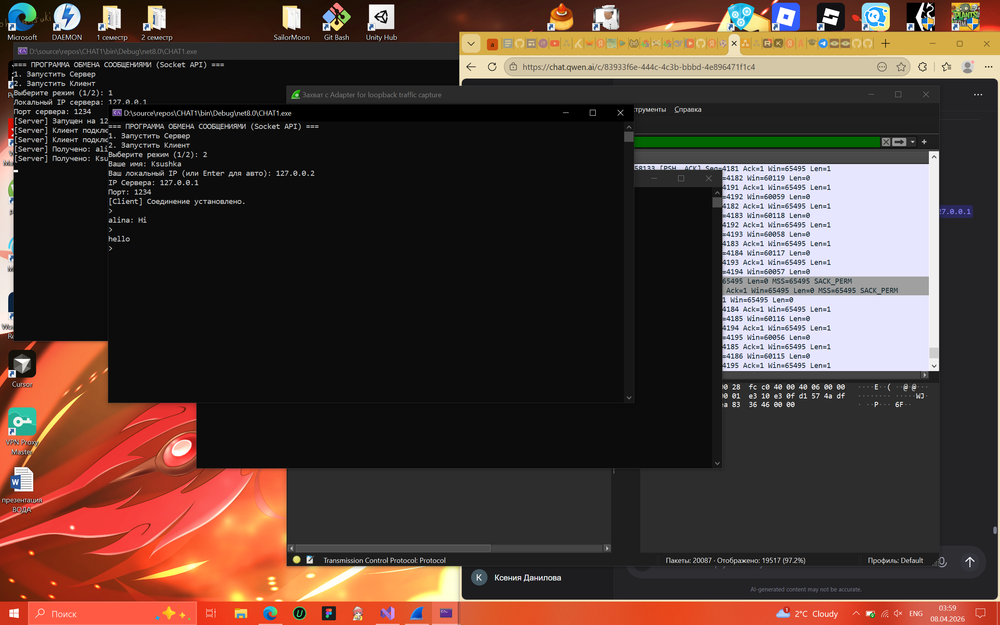 Microsoft
DAEMON
1 семестр
2 семестр
SailorMoon
Git Bash
Unity Hub
D:\source\repos\CHAT1\bin\Debug\net8.0\CHAT1.exe
=== ПРОГРАММА ОБМЕНА СООБЩЕНИЯМИ (Socket API) ===
1. Запустить Сервер
2. Запустить Клиент
Выберите режим (1/2): 1
Локальный IP сервера: 127.0.0.1
Порт сервера: 1234
[Server] Запущен на 12
[Server] Клиент подклю
[Server] Клиент подклю
[Server] Получено: ali
[Server] Получено: Ksu
https://chat.qwen.ai/c/83933f6e-444c-4c3b-bbbd-4e896471f1c4
Захват с Adapter for loopback traffic capture
струменты Справка
D:\source\repos\CHAT1\bin\Debug\net8.0\CHAT1.exe
=== ПРОГРАММА ОБМЕНА СООБЩЕНИЯМИ (Socket API) ===
1. Запустить Сервер
2. Запустить Клиент
Выберите режим (1/2): 2
Ваше имя: Ksushka
Ваш локальный IP (или Enter для авто): 127.0.0.2
IP Сервера: 127.0.0.1
Порт: 1234
[Client] Соединение установлено.
>
alina: Hi
>
hello
>
58133 [PSH, ACK] Seq=4181 Ack=1 Win=65495 Len=1
=4182 Win=60119 Len=0
4191 Ack=1 Win=65495 Len=1
=4192 Win=60059 Len=0
4182 Ack=1 Win=65495 Len=1
=4183 Win=60118 Len=0
4192 Ack=1 Win=65495 Len=1
=4193 Win=60058 Len=0
4183 Ack=1 Win=65495 Len=1
=4184 Win=60117 Len=0
4193 Ack=1 Win=65495 Len=1
=4194 Win=60057 Len=0
65495 Len=0 MSS=65495 SACK_PERM
Ack=1 Win=65495 Len=0 MSS=65495 SACK_PERM
1 Win=65495 Len=0
4184 Ack=1 Win=65495 Len=1
=4185 Win=60116 Len=0
4194 Ack=1 Win=65495 Len=1
=4195 Win=60056 Len=0
4185 Ack=1 Win=65495 Len=1
=4186 Win=60115 Len=0
4195 Ack=1 Win=65495 Len=1
27.0.0.1
00 28 fc c0 40 00 40 06 00 00 ····E··( ··@·@···
00 01 e3 10 e3 0f d1 57 4a df ········ ·····WJ·
ea 83 36 46 00 00 · ··P··· 6F··
Cursor
VPN Proxy
Master
презентация
ВОДА
Transmission Control Protocol: Protocol
Пакеты: 20087 · Отображено: 19517 (97.2%)
Профиль: Default
К Ксения Данилова
AI-generated content may not be accurate.
Поиск
1
2°C Cloudy
ENG
03:59
08.04.2026